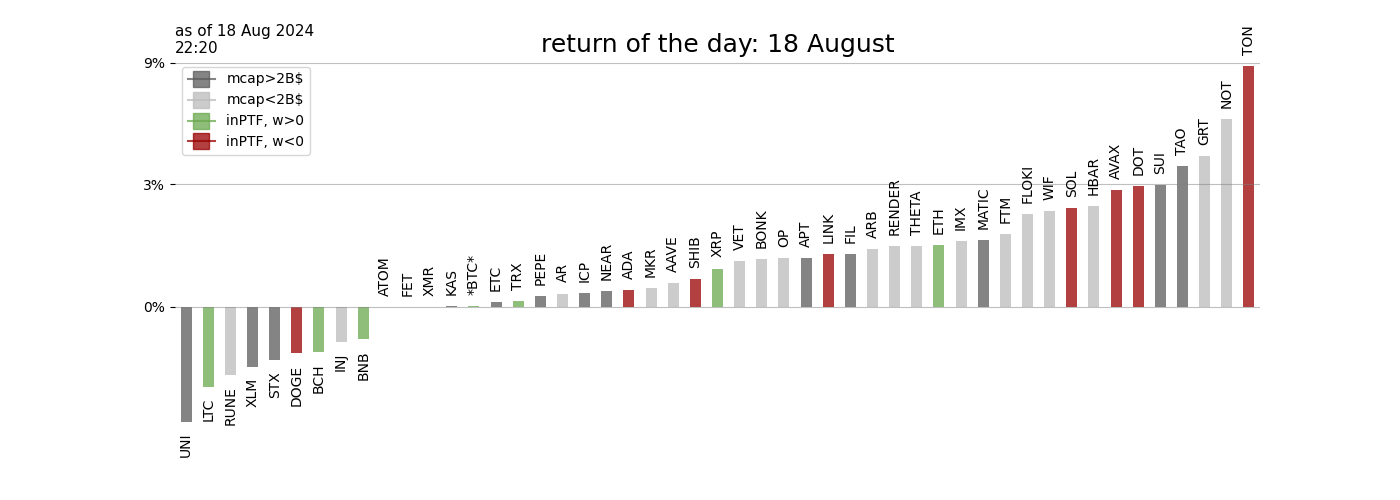 as of 18 Aug 2024
22:20
return of the day: 18 August
9%
3%
0%
mcap>2B$
mcap<2B$
inPTF, w>0
inPTF, w<0
UNI
LTC
RUNE
XLM
STX
DOGE
BCH
INJ
BNB
ATOM
FET
XMR
KAS
*BTC*
ETC
TRX
PEPE
AR
ICP
NEAR
ADA
MKR
AAVE
SHIB
XRP
VET
BONK
OP
APT
LINK
FIL
ARB
RENDER
THETA
ETH
IMX
MATIC
FTM
FLOKI
WIF
SOL
HBAR
AVAX
DOT
SUI
TAO
GRT
NOT
TON